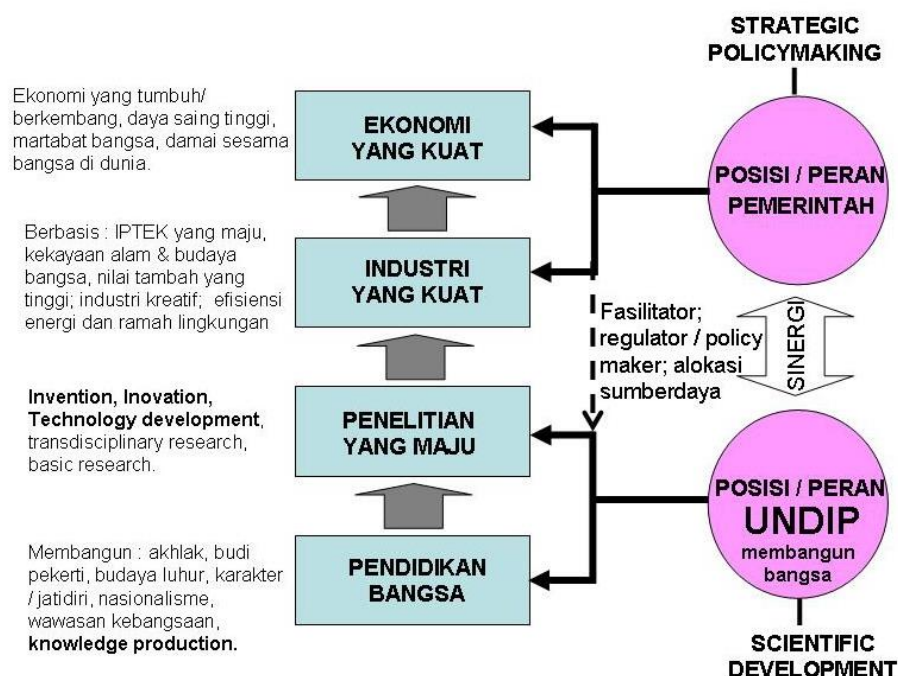 STRATEGIC
POLICYMAKING
Ekonomi yang tumbuh/
berkembang, daya saing tinggi,
martabat bangsa, damai sesama
bangsa di dunia.
EKONOMI
YANG KUAT
POSISI / PERAN
PEMERINTAH
Berbasis : IPTEK yang maju,
kekayaan alam & budaya
bangsa, nilai tambah yang
tinggi; industri kreatif; efisiensi
energi dan ramah lingkungan
INDUSTRI
YANG KUAT
Fasilitator;
regulator / policy
maker; alokasi
sumberdaya
SINERGI
Invention, Inovation,
Technology development,
transdisciplinary research,
basic research.
PENELITIAN
YANG MAJU
POSISI / PERAN
UNDIP
membangun
bangsa
Membangun : akhlak, budi
pekerti, budaya luhur, karakter
/ jatidiri, nasionalisme,
wawasan kebangsaan,
knowledge production.
PENDIDIKAN
BANGSA
SCIENTIFIC
DEVELOPMENT